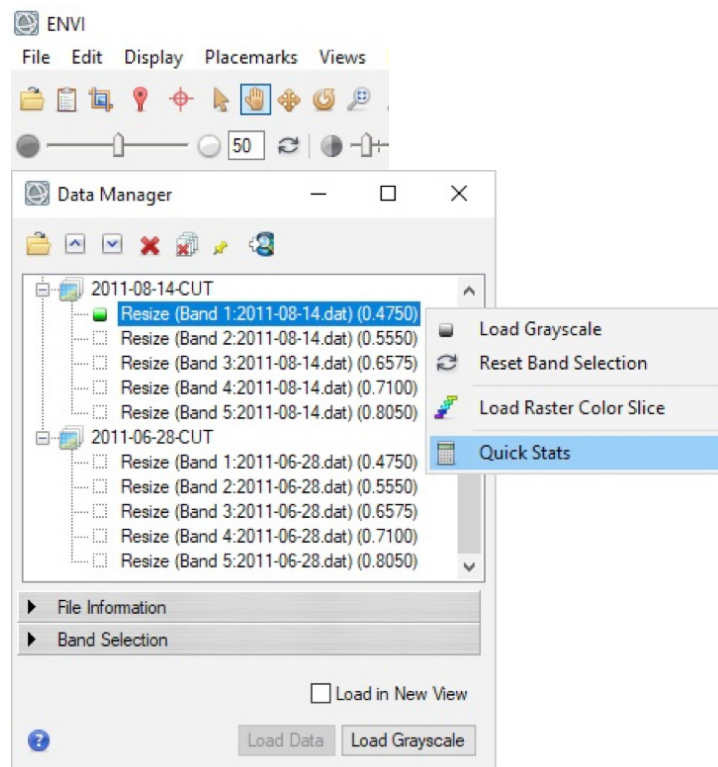 ENVI
File Edit Display Placemarks Views
50
Data Manager
2011-08-14-CUT
Resize (Band 1:2011-08-14.dat) (0.4750)
Resize (Band 2:2011-08-14.dat) (0.5550)
Resize (Band 3:2011-08-14.dat) (0.6575)
Resize (Band 4:2011-08-14.dat) (0.7100)
Resize (Band 5:2011-08-14.dat) (0.8050)
2011-06-28-CUT
Resize (Band 1:2011-06-28.dat) (0.4750)
Resize (Band 2:2011-06-28.dat) (0.5550)
Resize (Band 3:2011-06-28.dat) (0.6575)
Resize (Band 4:2011-06-28.dat) (0.7100)
Resize (Band 5:2011-06-28.dat) (0.8050)
Load Grayscale
Reset Band Selection
Load Raster Color Slice
Quick Stats
File Information
Band Selection
Load in New View
Load Data Load Grayscale